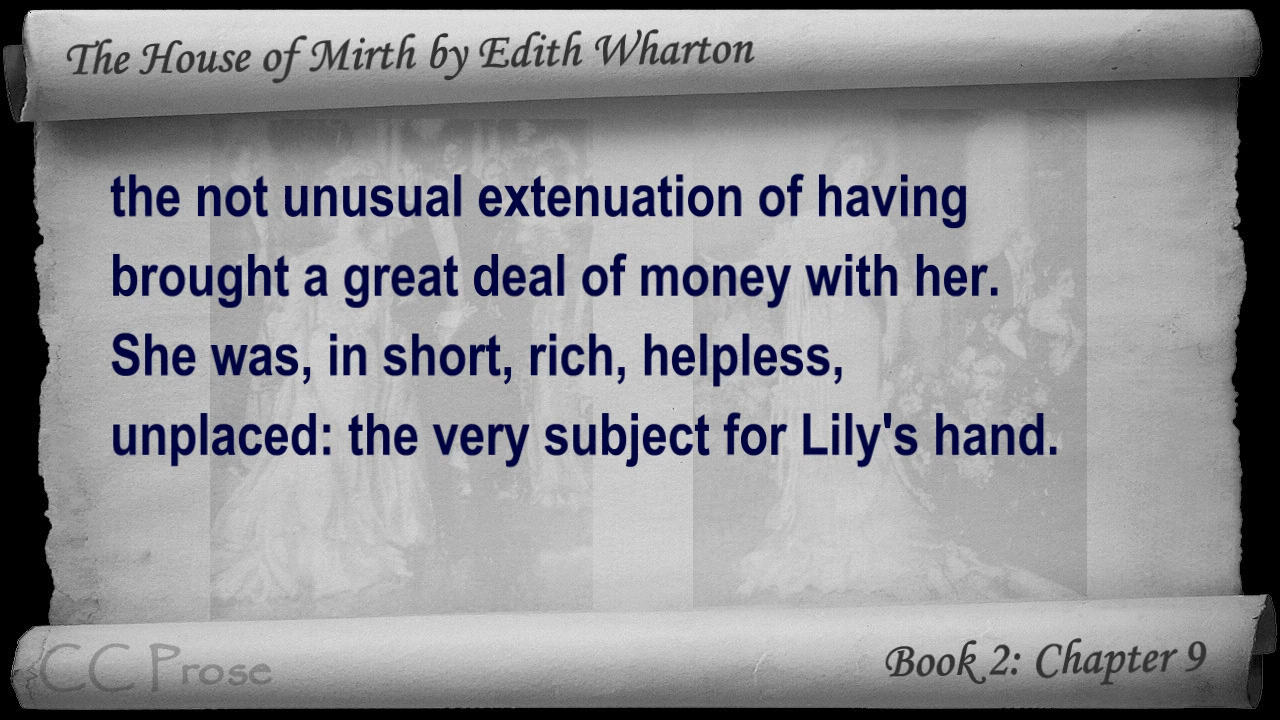 The House of Mirth by Edith Wharton
the not unusual extenuation of having
brought a great deal of money with her.
She was, in short, rich, helpless,
unplaced: the very subject for Lily's hand.
CC Prose
Book 2: Chapter 9